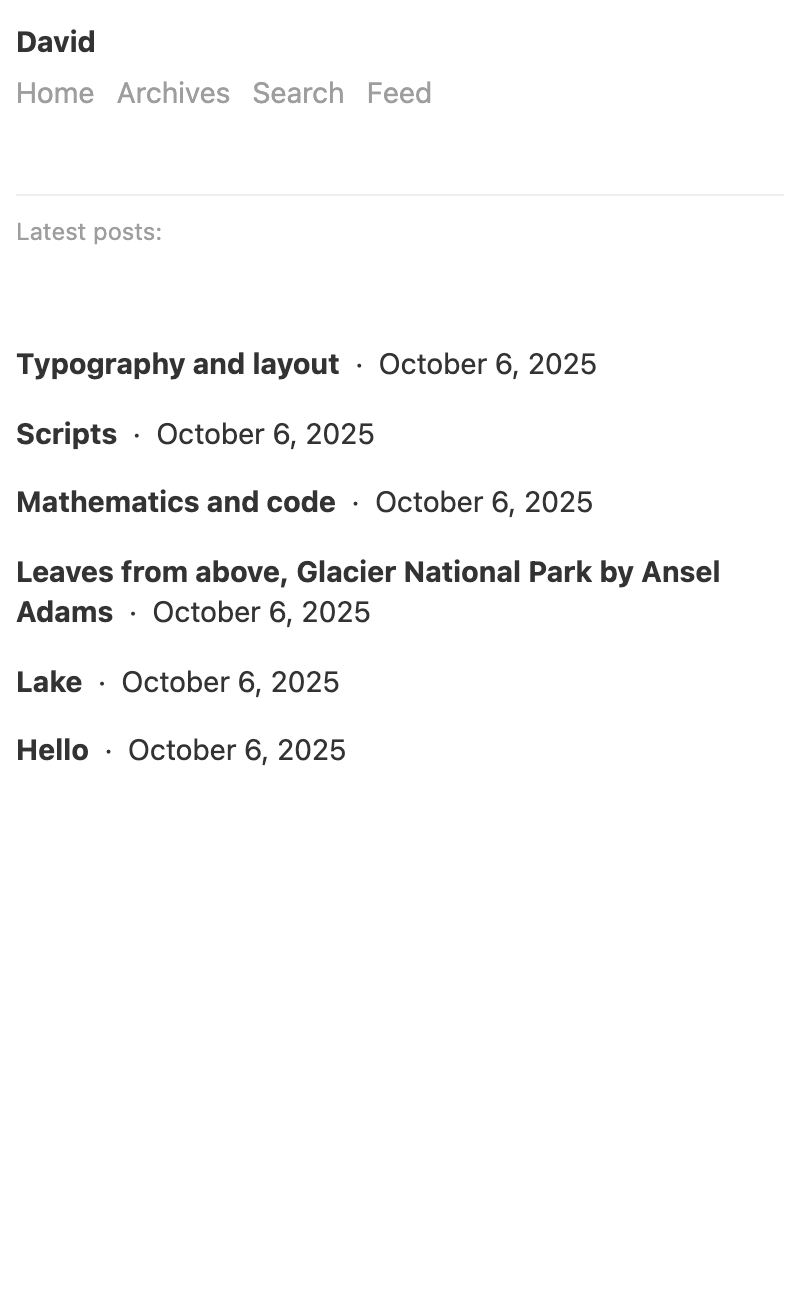 David
Home Archives Search Feed
Latest posts:
Typography and layout · October 6, 2025
Scripts · October 6, 2025
Mathematics and code · October 6, 2025
Leaves from above, Glacier National Park by Ansel
Adams · October 6, 2025
Lake · October 6, 2025
Hello · October 6, 2025